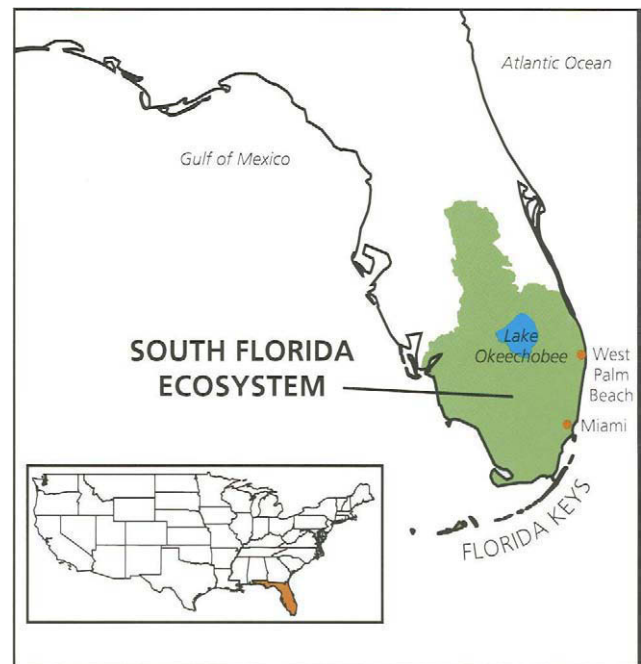 Atlantic Ocean
Gulf of Mexico
Lake
Okeechobee
SOUTH FLORIDA
ECOSYSTEM
West
Palm
Beach
Miami
FLORIDA KEYS